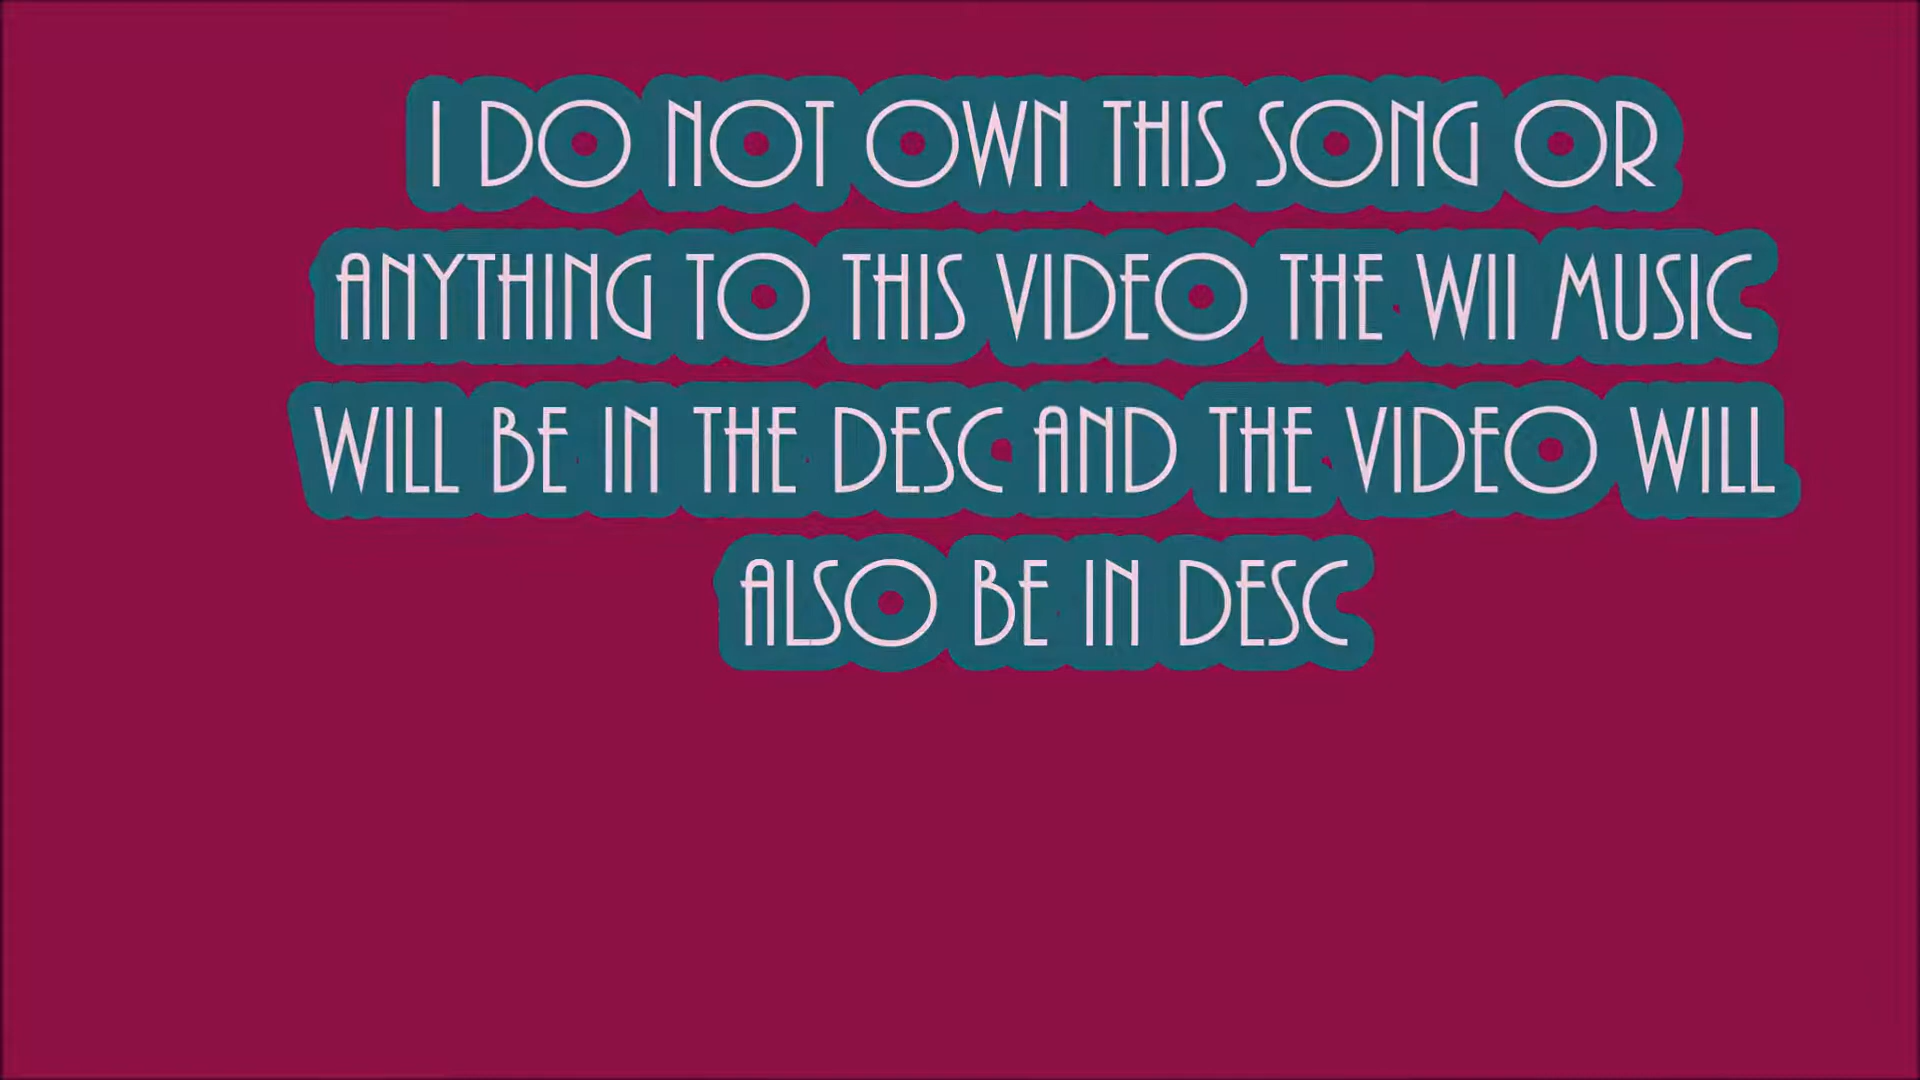 I DO NOT OWN THIS SONG OR
ANYTHING TO THIS VIDEO THE WII MUSIC
WILL BE IN THE DESC AND THE VIDEO WILL
ALSO BE IN DESC